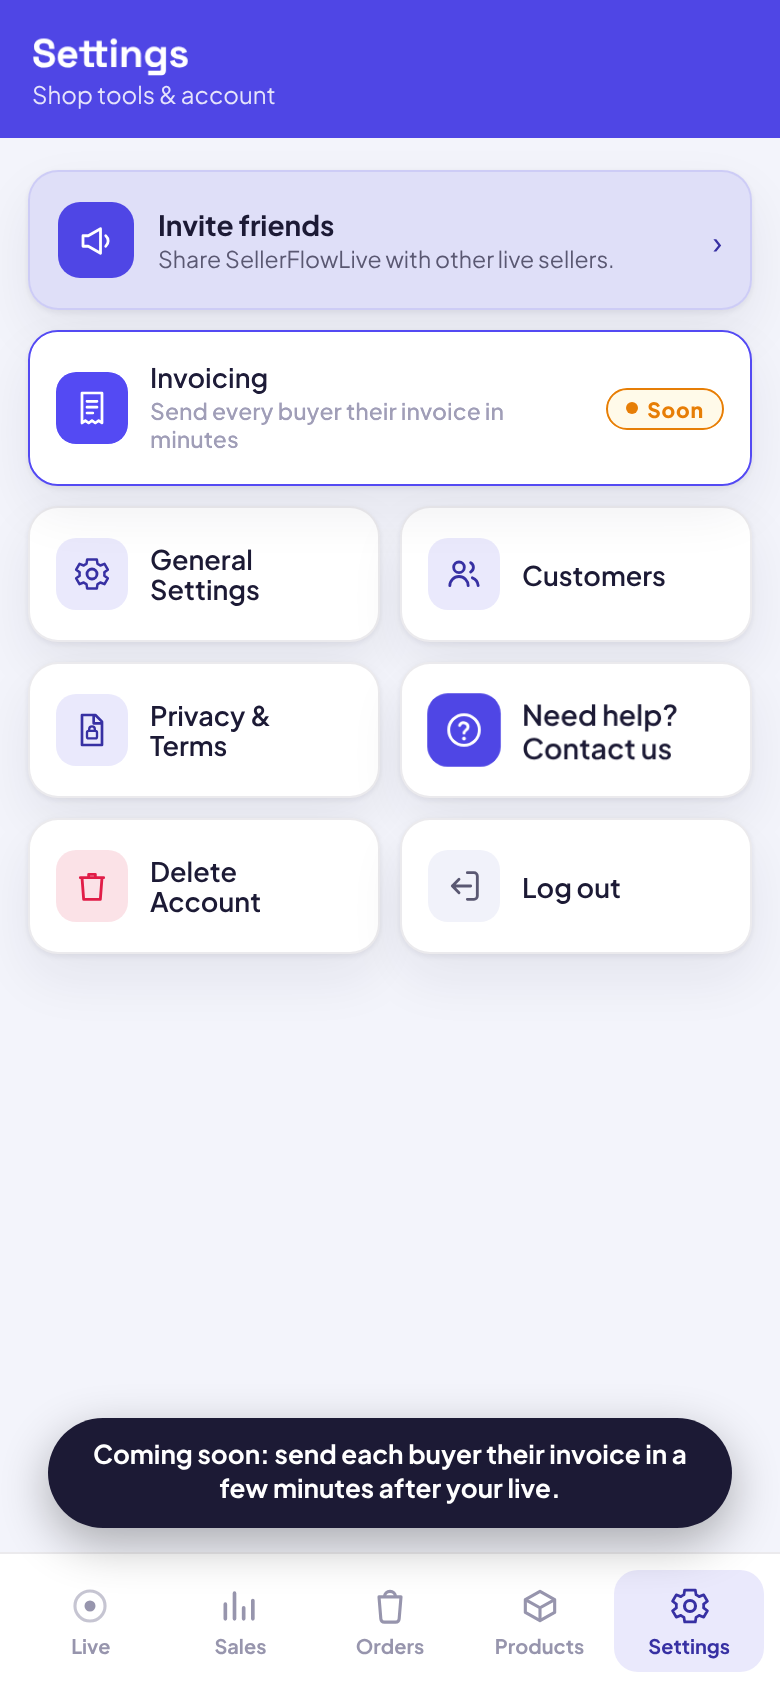 Settings
Shop tools & account
Invite friends
Share SellerFlowLive with other live sellers.
Invoicing
Send every buyer their invoice in
minutes
Soon
General
Settings
Customers
Privacy &
Terms
Need help?
Contact us
Delete
Account
Log out
Coming soon: send each buyer their invoice in a
few minutes after your live.
Live
Sales
Orders
Products
Settings